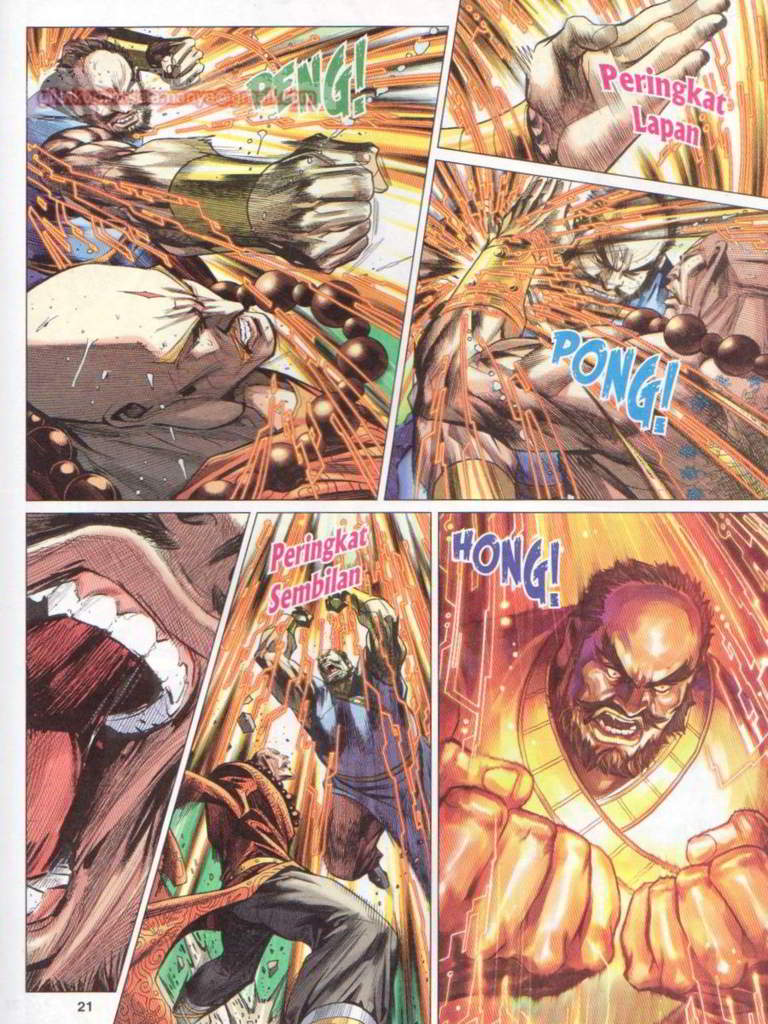 PENG!
Peringkat
Lapan
PONG!
Peringkat
Sembilan
HONG!
21